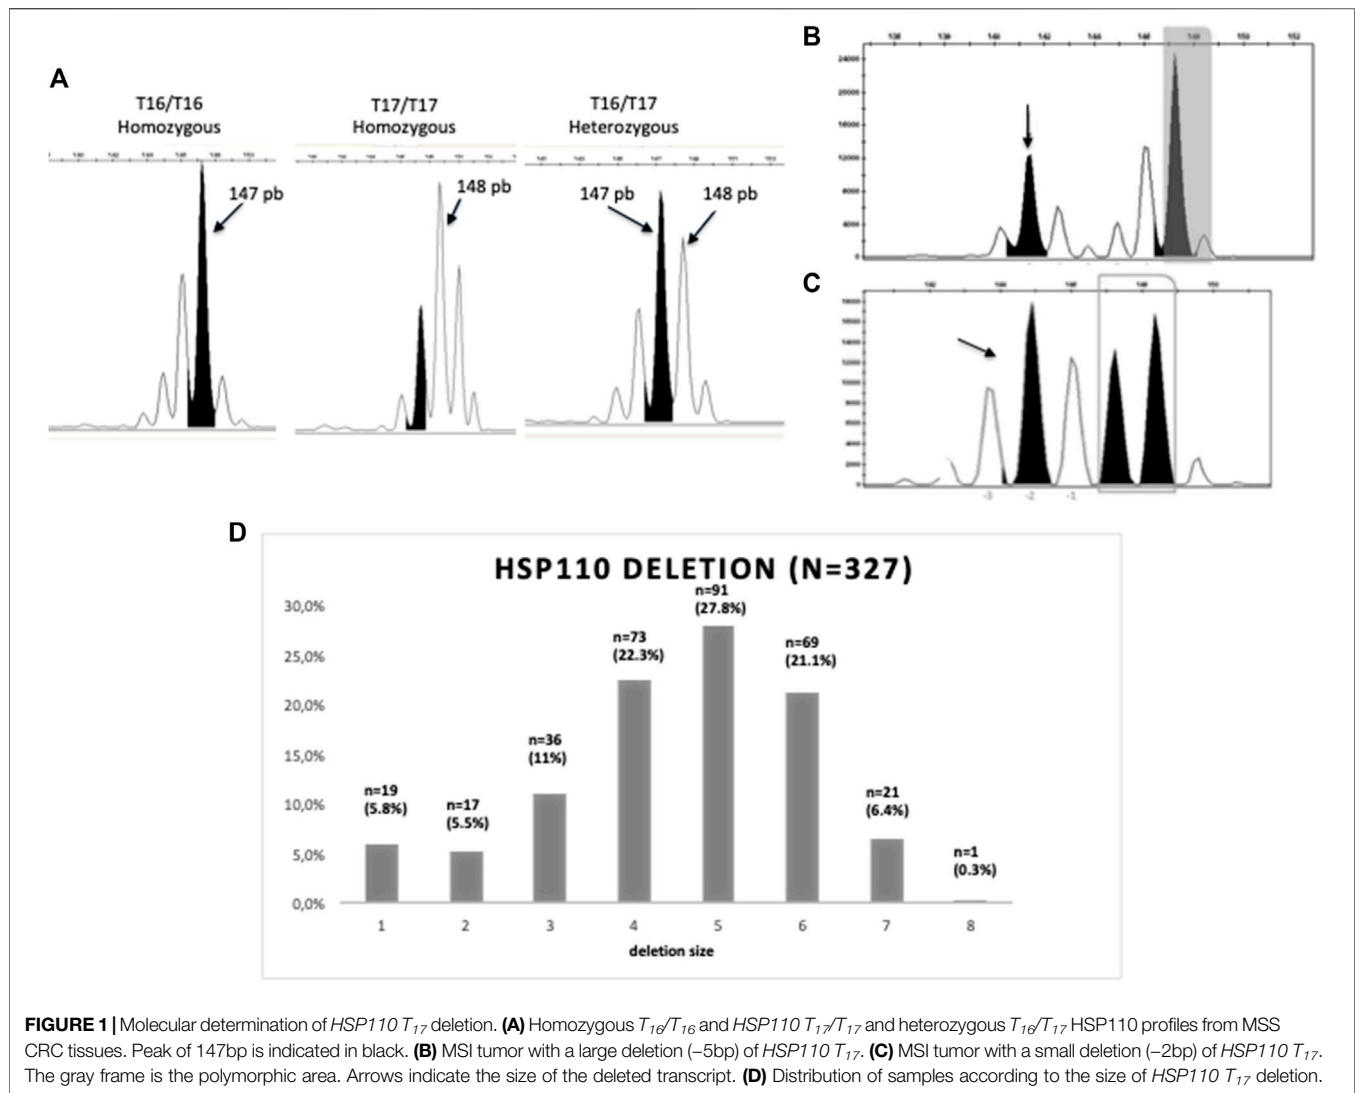 A
T16/T16
Homozygous
147 pb
T17/T17
Homozygous
148 pb
T16/T17
Heterozygous
147 pb
148 pb
B
24000
20000
16000
12000
8000
4000
0
C
-3
-2
-1
D
HSP110 DELETION (N=327)
30,0%
25,0%
20,0%
15,0%
10,0%
5,0%
0,0%
n=19
(5.8%)
n=17
(5.5%)
n=36
(11%)
n=73
(22.3%)
n=91
(27.8%)
n=69
(21.1%)
n=21
(6.4%)
n=1
(0.3%)
1 2 3 4 5 6 7 8
deletion size
FIGURE 1 | Molecular determination of HSP110 T17 deletion. (A) Homozygous T16/T16 and HSP110 T17/T17 and heterozygous T16/T17 HSP110 profiles from MSS
CRC tissues. Peak of 147bp is indicated in black. (B) MSI tumor with a large deletion (−5bp) of HSP110 T17. (C) MSI tumor with a small deletion (−2bp) of HSP110 T17.
The gray frame is the polymorphic area. Arrows indicate the size of the deleted transcript. (D) Distribution of samples according to the size of HSP110 T17 deletion.